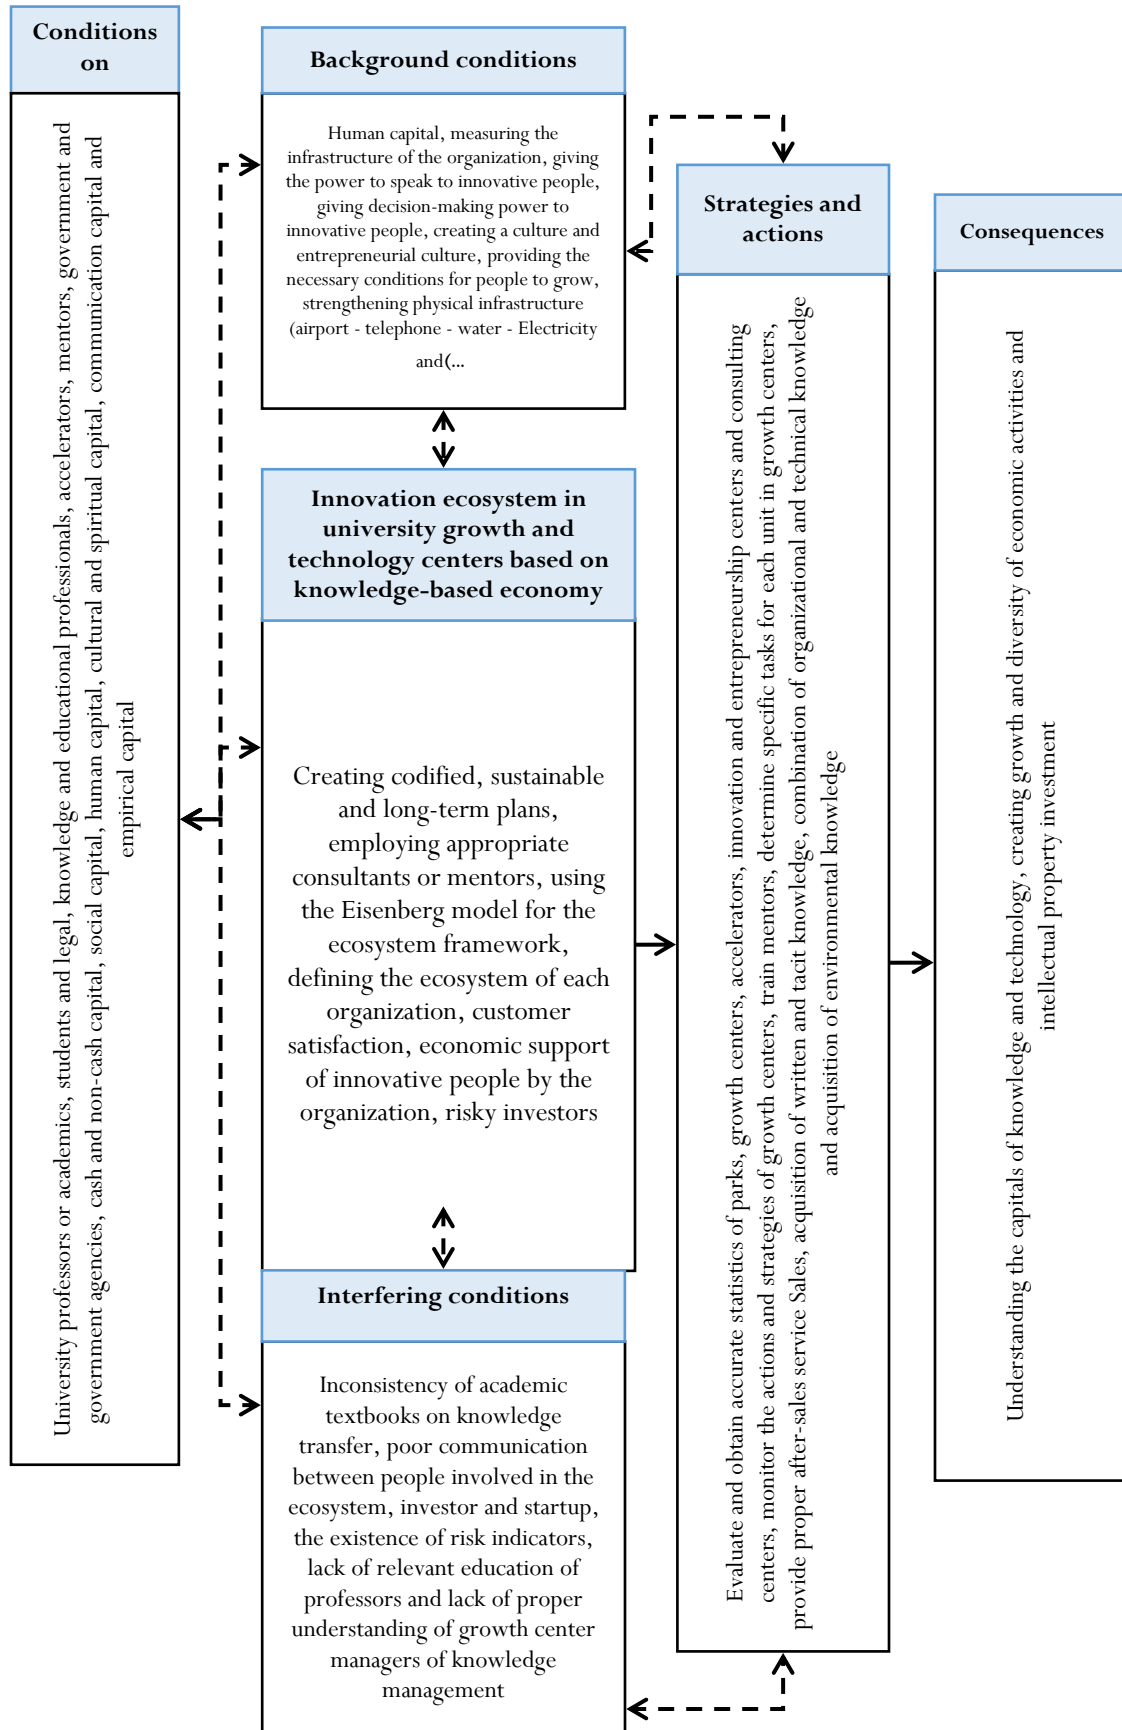 Conditions
on
University professors or academics, students and legal, knowledge and educational professionals, accelerators, mentors, government and
government agencies, cash and non-cash capital, social capital, human capital, cultural and spiritual capital, communication capital and
empirical capital
Background conditions
Human capital, measuring the
infrastructure of the organization, giving
the power to speak to innovative people,
giving decision-making power to
innovative people, creating a culture and
entrepreneurial culture, providing the
necessary conditions for people to grow,
strengthening physical infrastructure
(airport - telephone - water - Electricity
and(...
Innovation ecosystem in
university growth and
technology centers based on
knowledge-based economy
Creating codified, sustainable
and long-term plans,
employing appropriate
consultants or mentors, using
the Eisenberg model for the
ecosystem framework,
defining the ecosystem of each
organization, customer
satisfaction, economic support
of innovative people by the
organization, risky investors
Interfering conditions
Inconsistency of academic
textbooks on knowledge
transfer, poor communication
between people involved in the
ecosystem, investor and startup,
the existence of risk indicators,
lack of relevant education of
professors and lack of proper
understanding of growth center
managers of knowledge
management
Strategies and
actions
Evaluate and obtain accurate statistics of parks, growth centers, accelerators, innovation and entrepreneurship centers and consulting
centers, monitor the actions and strategies of growth centers, train mentors, determine specific tasks for each unit in growth centers,
provide proper after-sales service Sales, acquisition of written and tacit knowledge, combination of organizational and technical knowledge
and acquisition of environmental knowledge
Consequences
Understanding the capitals of knowledge and technology, creating growth and diversity of economic activities and
intellectual property investment